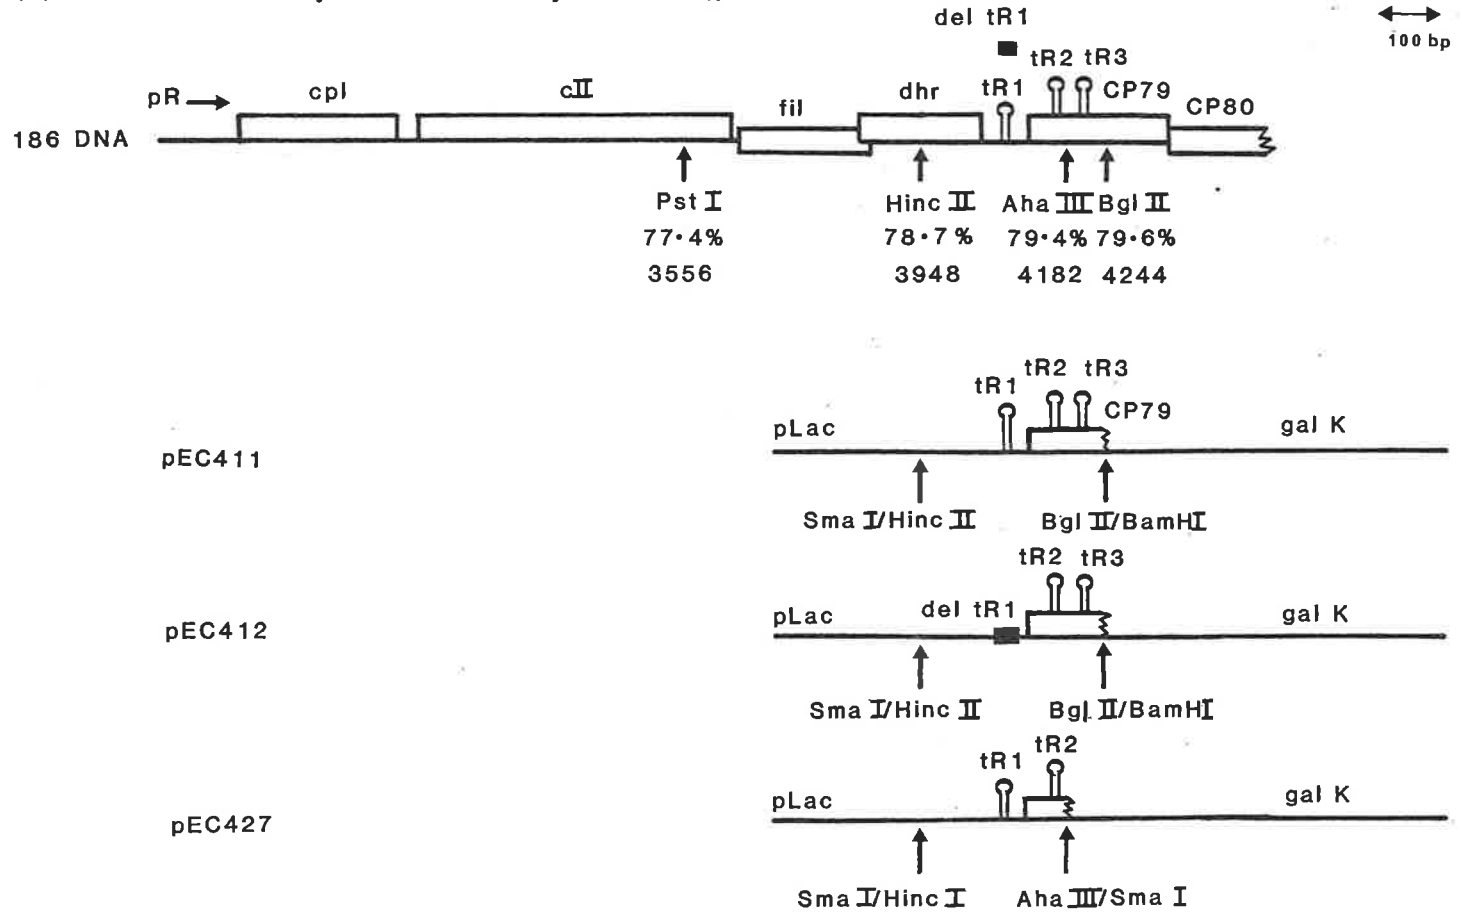 del tR1
100 bp
tR2 tR3
pR cpI cII fil dhr tR1 CP79 CP80
186 DNA
Pst I Hinc II Aha III Bgl II
77·4% 78·7% 79·4% 79·6%
3556 3948 4182 4244
tR2 tR3
tR1 CP79
pLac gal K
pEC411
Sma I/Hinc II Bgl II/BamHI
tR2 tR3
del tR1
pLac gal K
pEC412
Sma I/Hinc II Bgl II/BamHI
tR2
tR1
pLac gal K
pEC427
Sma I/Hinc I Aha III/Sma I